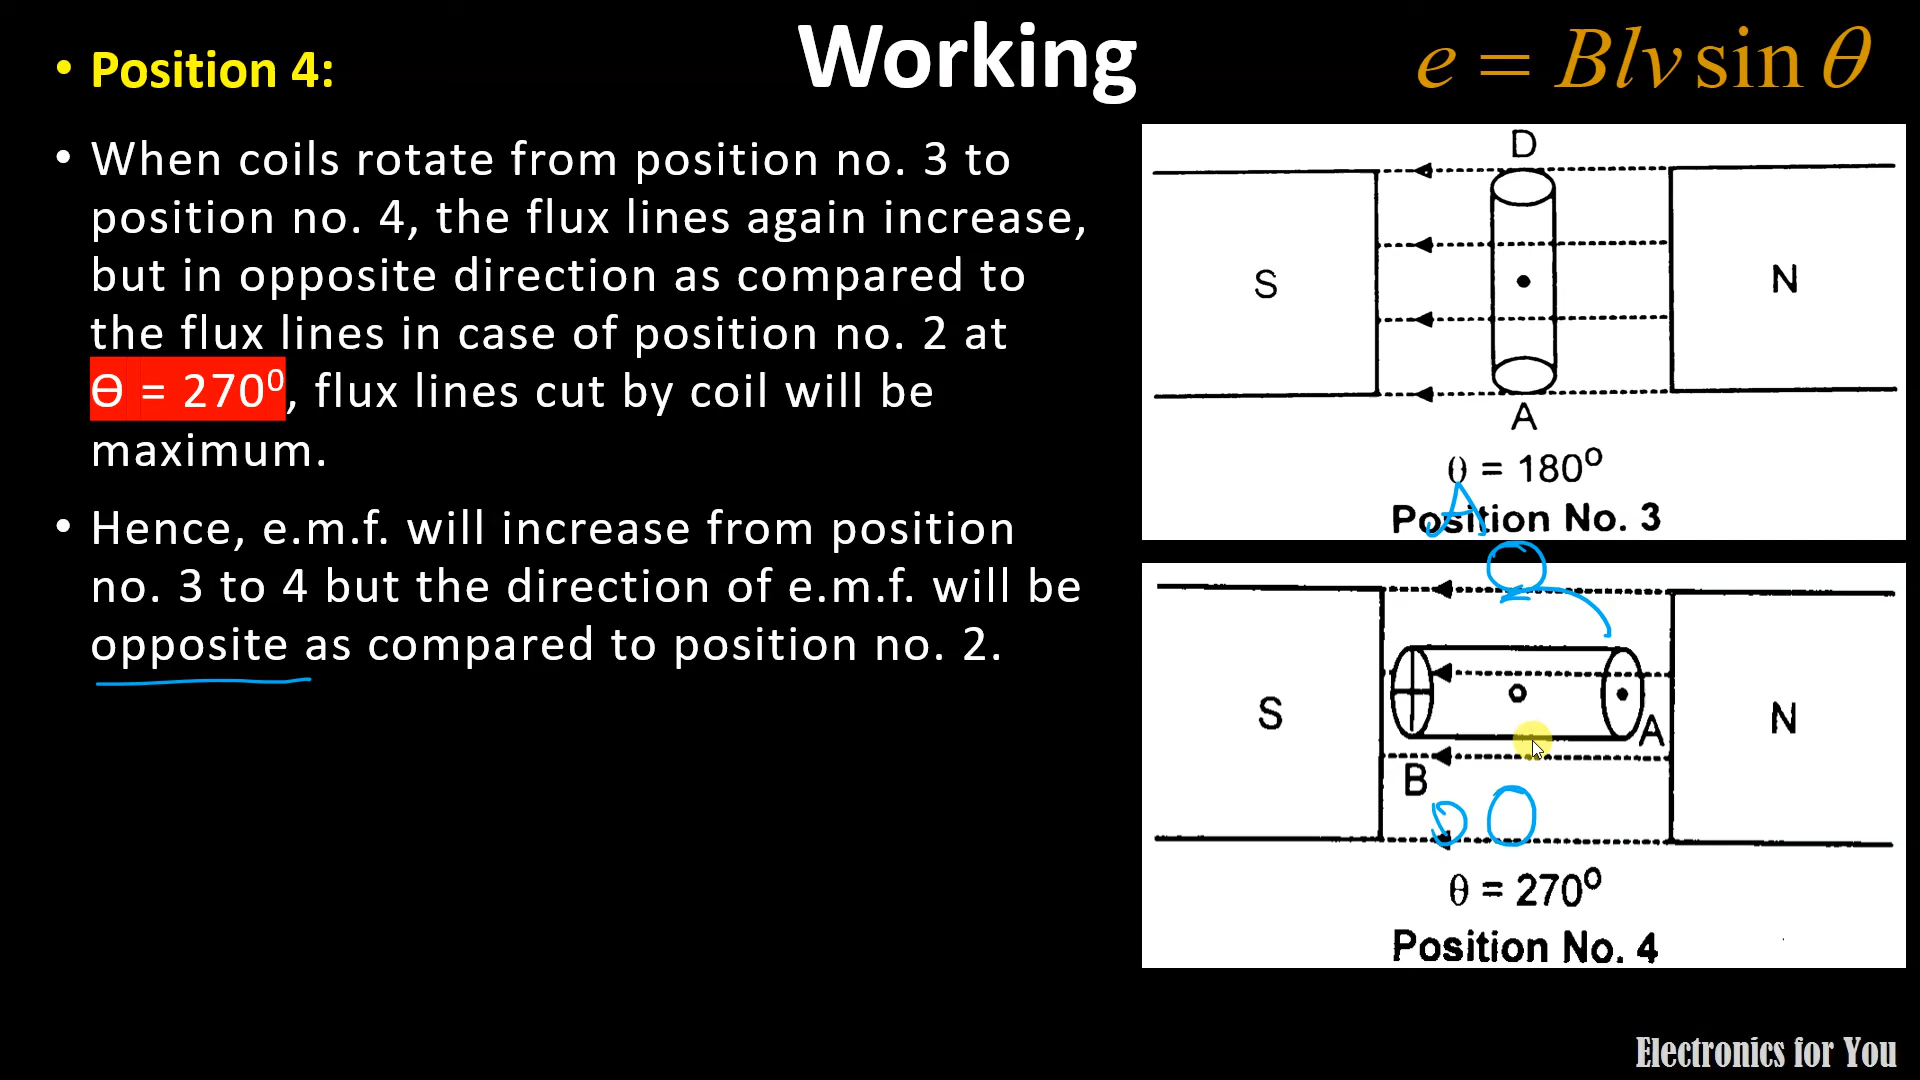 Working
e = Blv sin θ
• Position 4:
• When coils rotate from position no. 3 to
position no. 4, the flux lines again increase,
but in opposite direction as compared to
the flux lines in case of position no. 2 at
Ɵ = 270⁰, flux lines cut by coil will be
maximum.
• Hence, e.m.f. will increase from position
no. 3 to 4 but the direction of e.m.f. will be
opposite as compared to position no. 2.
D
S
N
A
θ = 180⁰
Position No. 3
A
S
N
A
B
D
θ = 270⁰
Position No. 4
Electronics for You